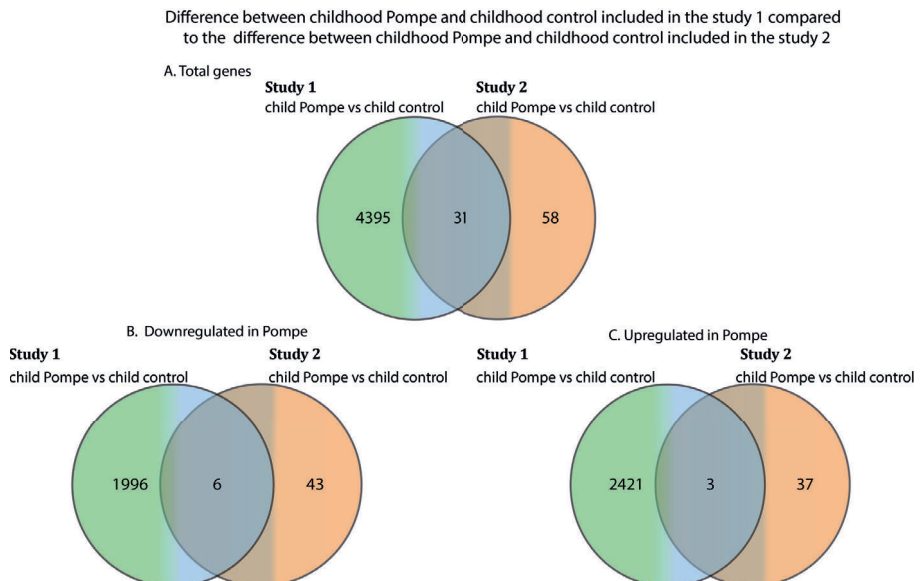 Difference between childhood Pompe and childhood control included in the study 1 compared
to the difference between childhood Pompe and childhood control included in the study 2
A. Total genes
Study 1
child Pompe vs child control
Study 2
child Pompe vs child control
4395
31
58
B. Downregulated in Pompe
Study 1
child Pompe vs child control
Study 2
child Pompe vs child control
1996
6
43
C. Upregulated in Pompe
Study 1
child Pompe vs child control
Study 2
child Pompe vs child control
2421
3
37